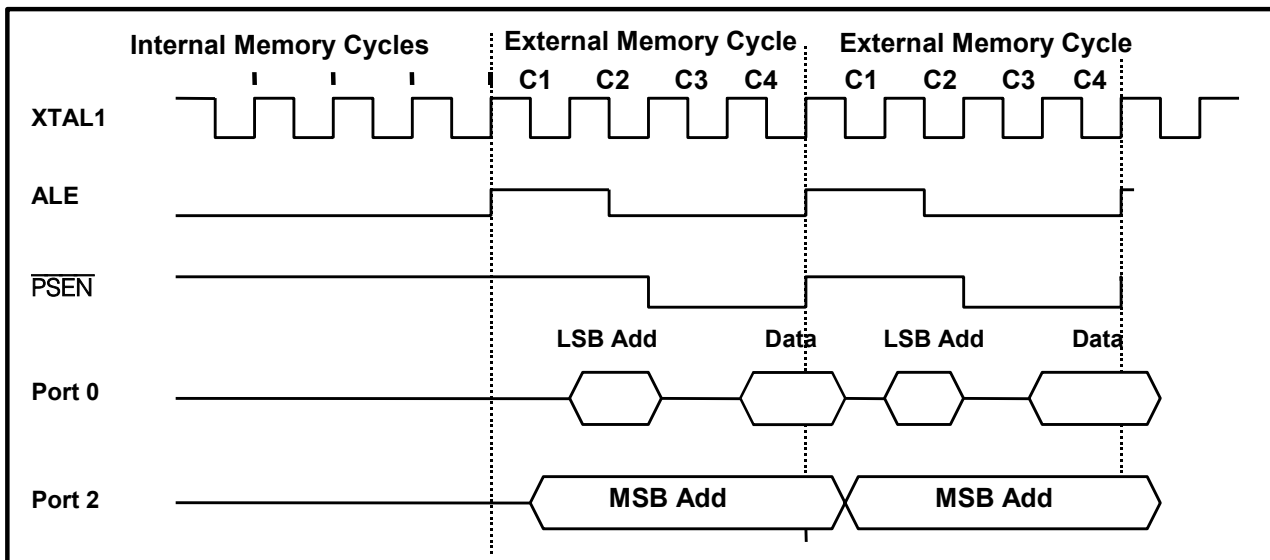 Internal Memory Cycles External Memory Cycle External Memory Cycle
C1 C2 C3 C4 C1 C2 C3 C4
XTAL1
ALE
PSEN
LSB Add Data LSB Add Data
Port 0
Port 2 MSB Add MSB Add